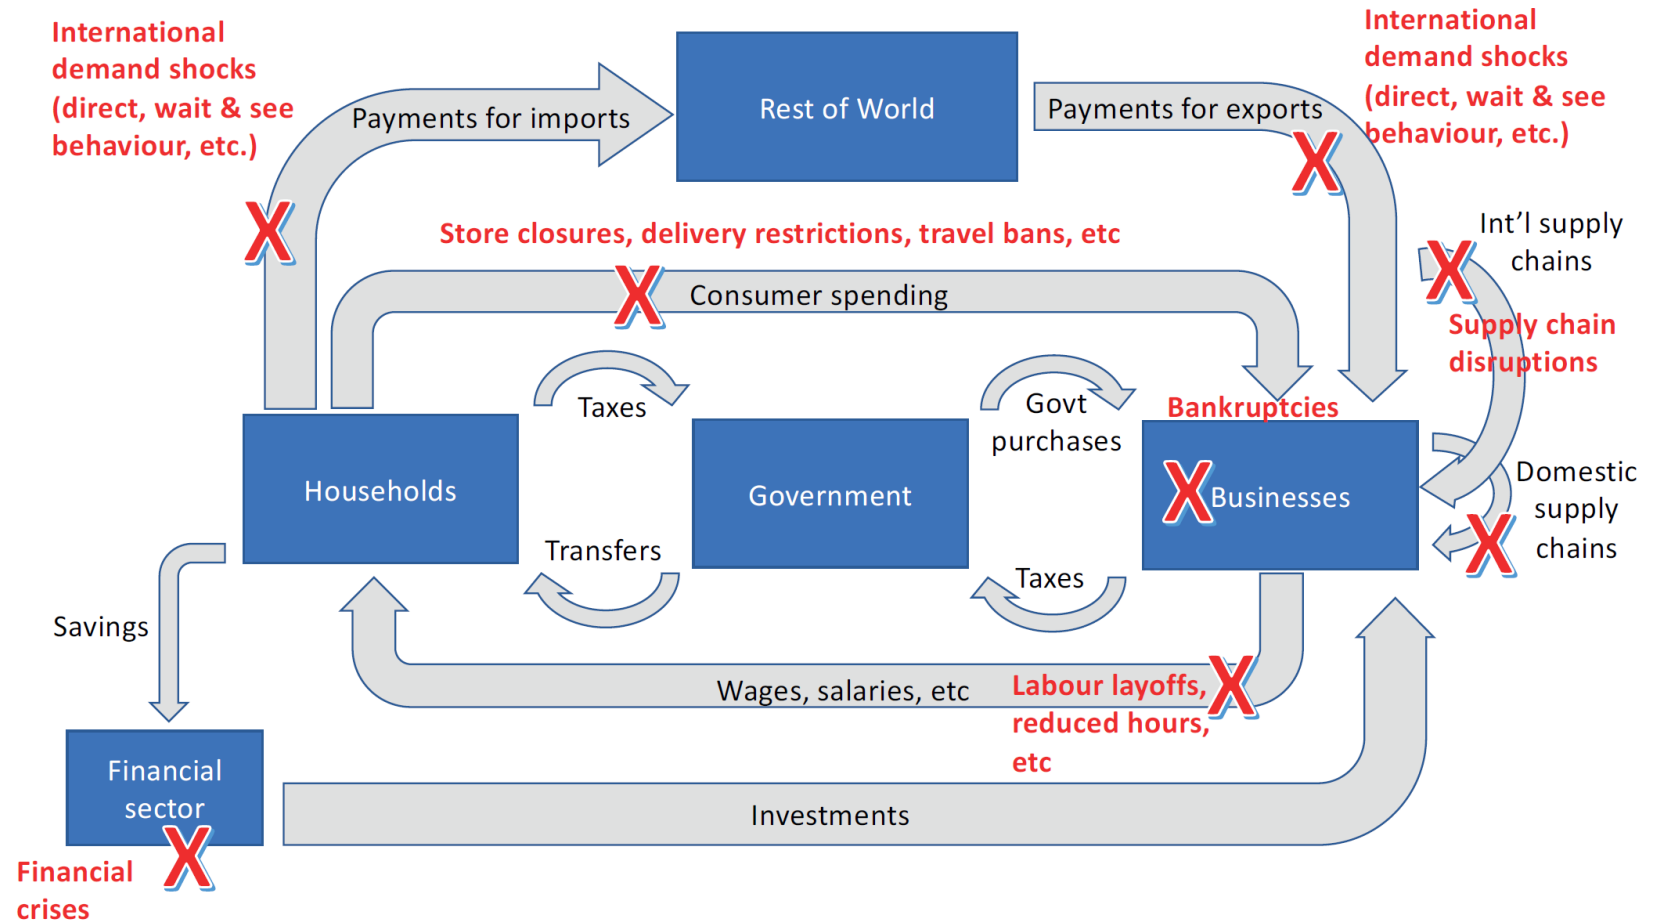 International
demand shocks
(direct, wait & see
behaviour, etc.)
Payments for imports
Rest of World
Payments for exports
International
demand shocks
(direct, wait & see
behaviour, etc.)
X
X
Int’l supply
chains
X
Store closures, delivery restrictions, travel bans, etc
X
Consumer spending
Supply chain
disruptions
Taxes
Govt
purchases
Bankruptcies
Households
Government
X
Businesses
Domestic
supply
chains
X
Transfers
Taxes
Savings
Wages, salaries, etc
Labour layoffs,
reduced hours,
etc
X
Financial
sector
X
Investments
Financial
crises